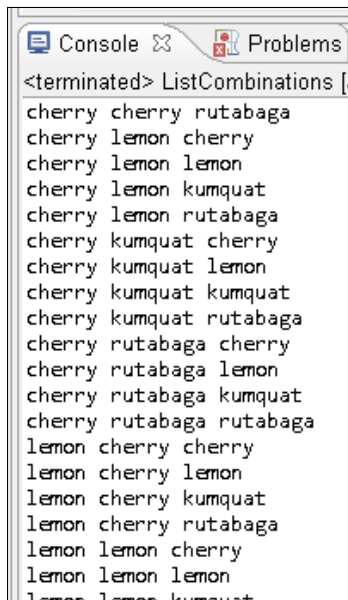 Console Problems
<terminated> ListCombinations [
cherry cherry rutabaga
cherry lemon cherry
cherry lemon lemon
cherry lemon kumquat
cherry lemon rutabaga
cherry kumquat cherry
cherry kumquat lemon
cherry kumquat kumquat
cherry kumquat rutabaga
cherry rutabaga cherry
cherry rutabaga lemon
cherry rutabaga kumquat
cherry rutabaga rutabaga
lemon cherry cherry
lemon cherry lemon
lemon cherry kumquat
lemon cherry rutabaga
lemon lemon cherry
lemon lemon lemon
lemon lemon kumquat